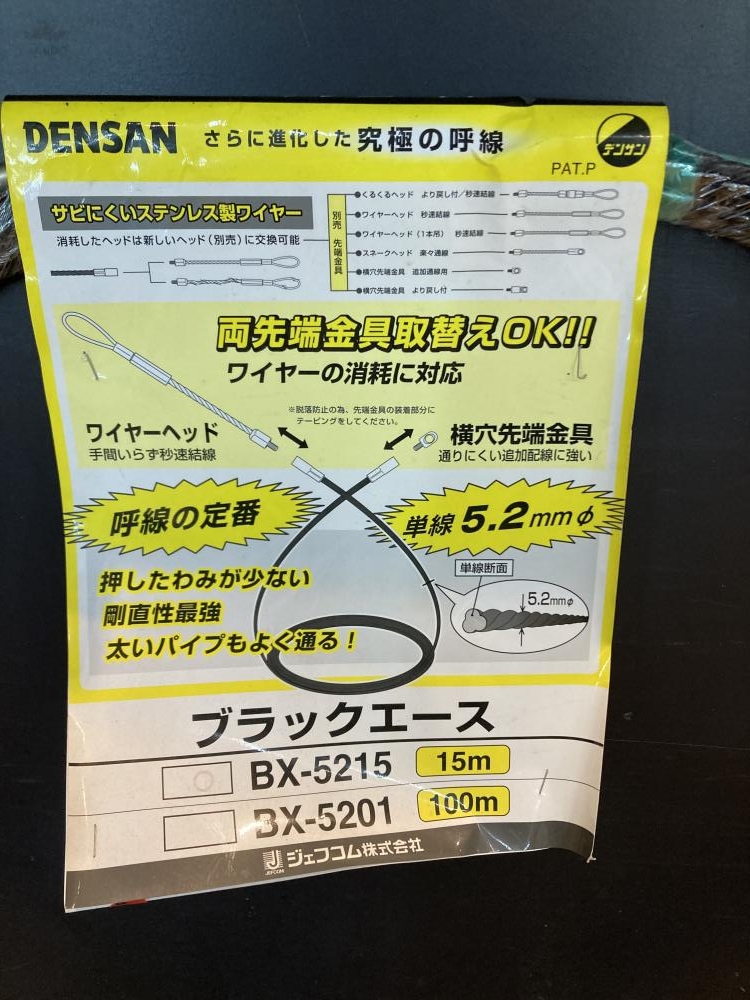 DENSAN さらに進化した究極の呼線
デンサン
PAT.P
サビにくいステンレス製ワイヤー
消耗したヘッドは新しいヘッド(別売)に交換可能
別売 先端金具
●くるくるヘッド より戻し付/秒速結線
●ワイヤーヘッド 秒速結線
●ワイヤーヘッド(1本吊) 秒速結線
●スネークヘッド 楽々通線
●横穴先端金具 追加通線用
●横穴先端金具 より戻し付
両先端金具取替えOK!!
ワイヤーの消耗に対応
※脱落防止の為、先端金具の装着部分に
テーピングをしてください。
ワイヤーヘッド
手間いらず秒速結線
横穴先端金具
通りにくい追加配線に強い
呼線の定番
単線5.2mmφ
押したわみが少ない
剛直性最強
太いパイプもよく通る!
単線断面
5.2mmφ
ブラックエース
BX-5215 15m
BX-5201 100m
JEFCOM
ジェフコム株式会社